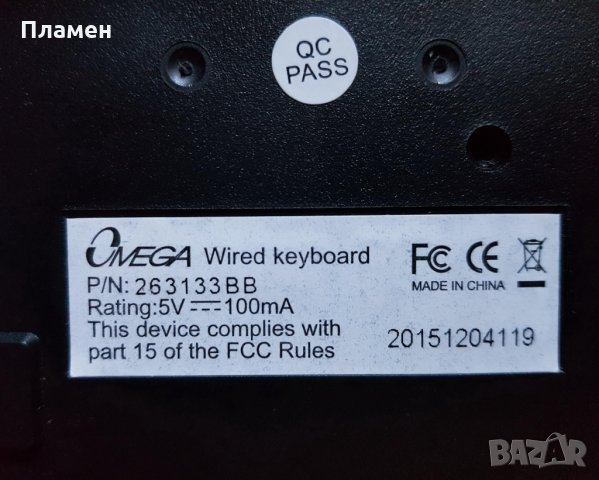 Пламен
QC
PASS
OMEGA Wired keyboard
P/N: 263133BB
Rating:5V 100mA
This device complies with
part 15 of the FCC Rules
FC CE
MADE IN CHINA
20151204119
BAZAR